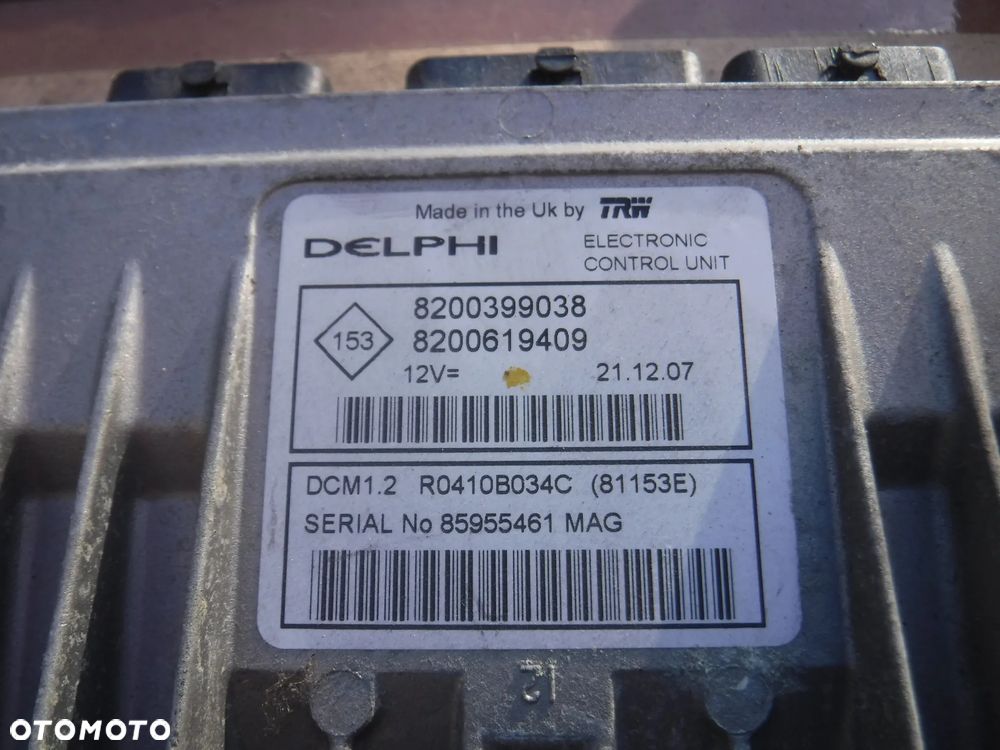 Made in the Uk by TRW
DELPHI
ELECTRONIC
CONTROL UNIT
153
8200399038
8200619409
12V=
21.12.07
DCM1.2 R0410B034C (81153E)
SERIAL No 85955461 MAG
12
OTOMOTO